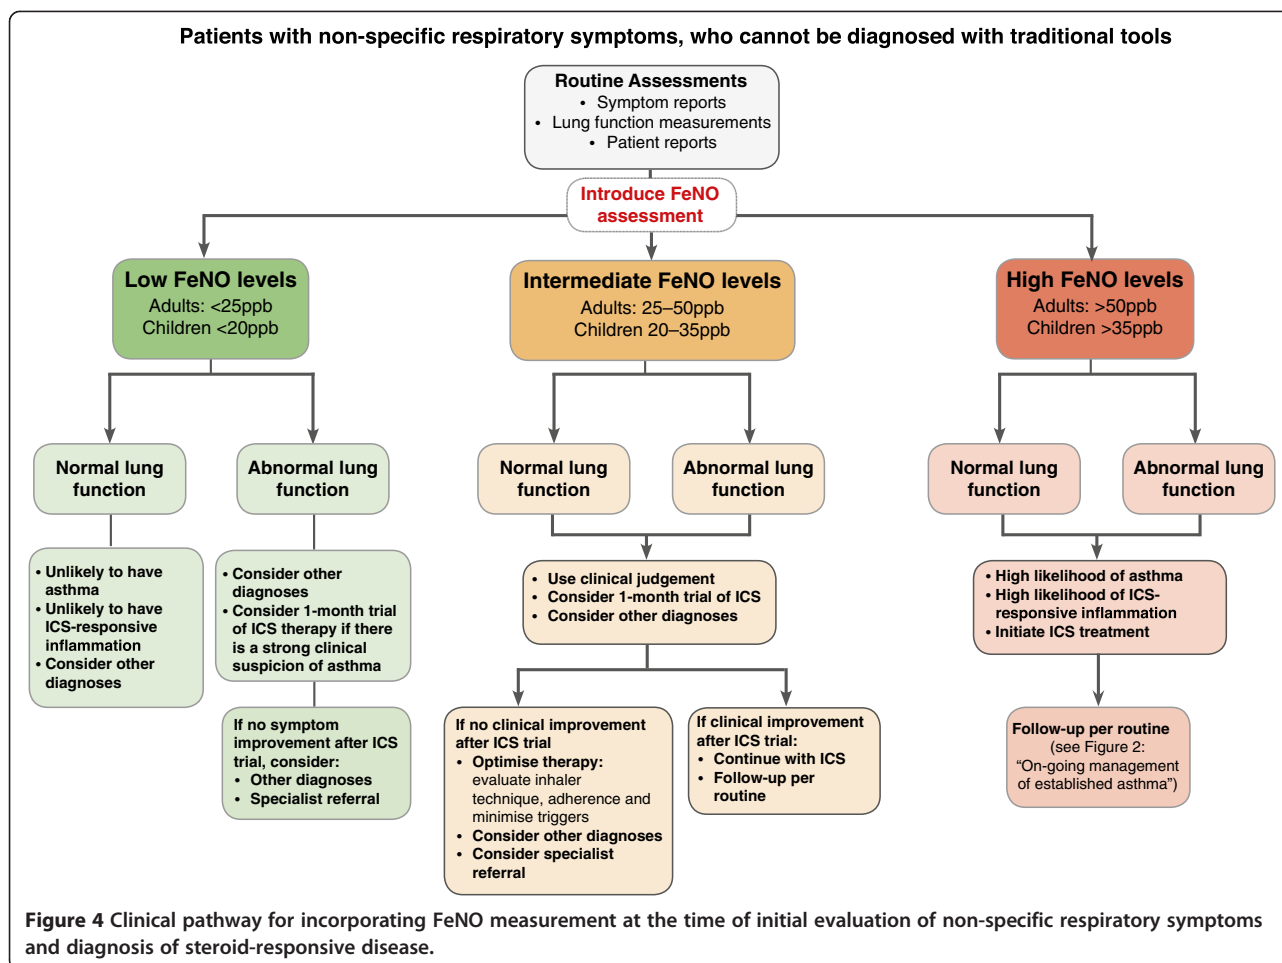 Patients with non-specific respiratory symptoms, who cannot be diagnosed with traditional tools
Routine Assessments
• Symptom reports
• Lung function measurements
• Patient reports
Introduce FeNO
assessment
Low FeNO levels
Adults: <25ppb
Children <20ppb
Intermediate FeNO levels
Adults: 25–50ppb
Children 20–35ppb
High FeNO levels
Adults: >50ppb
Children >35ppb
Normal lung
function
Abnormal lung
function
Normal lung
function
Abnormal lung
function
Normal lung
function
Abnormal lung
function
• Unlikely to have
asthma
• Unlikely to have
ICS-responsive
inflammation
• Consider other
diagnoses
• Consider other
diagnoses
• Consider 1-month trial
of ICS therapy if there
is a strong clinical
suspicion of asthma
If no symptom
improvement after ICS
trial, consider:
• Other diagnoses
• Specialist referral
• Use clinical judgement
• Consider 1-month trial of ICS
• Consider other diagnoses
If no clinical improvement
after ICS trial
• Optimise therapy:
evaluate inhaler
technique, adherence and
minimise triggers
• Consider other diagnoses
• Consider specialist
referral
If clinical improvement
after ICS trial:
• Continue with ICS
• Follow-up per
routine
• High likelihood of asthma
• High likelihood of ICS-
responsive inflammation
• Initiate ICS treatment
Follow-up per routine
(see Figure 2:
“On-going management
of established asthma”)
Figure 4 Clinical pathway for incorporating FeNO measurement at the time of initial evaluation of non-specific respiratory symptoms
and diagnosis of steroid-responsive disease.